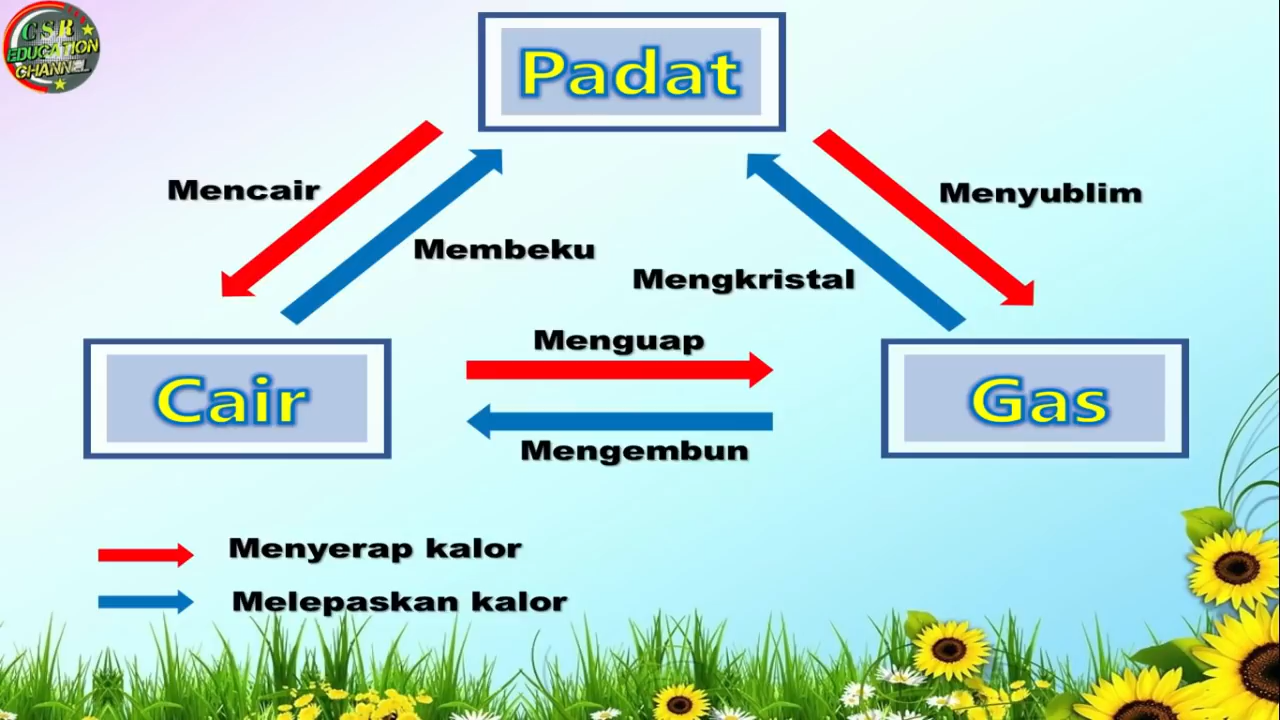 GSR
EDUCATION
CHANNEL
Padat
Mencair
Menyublim
Membeku
Mengkristal
Menguap
Cair
Gas
Mengembun
Menyerap kalor
Melepaskan kalor